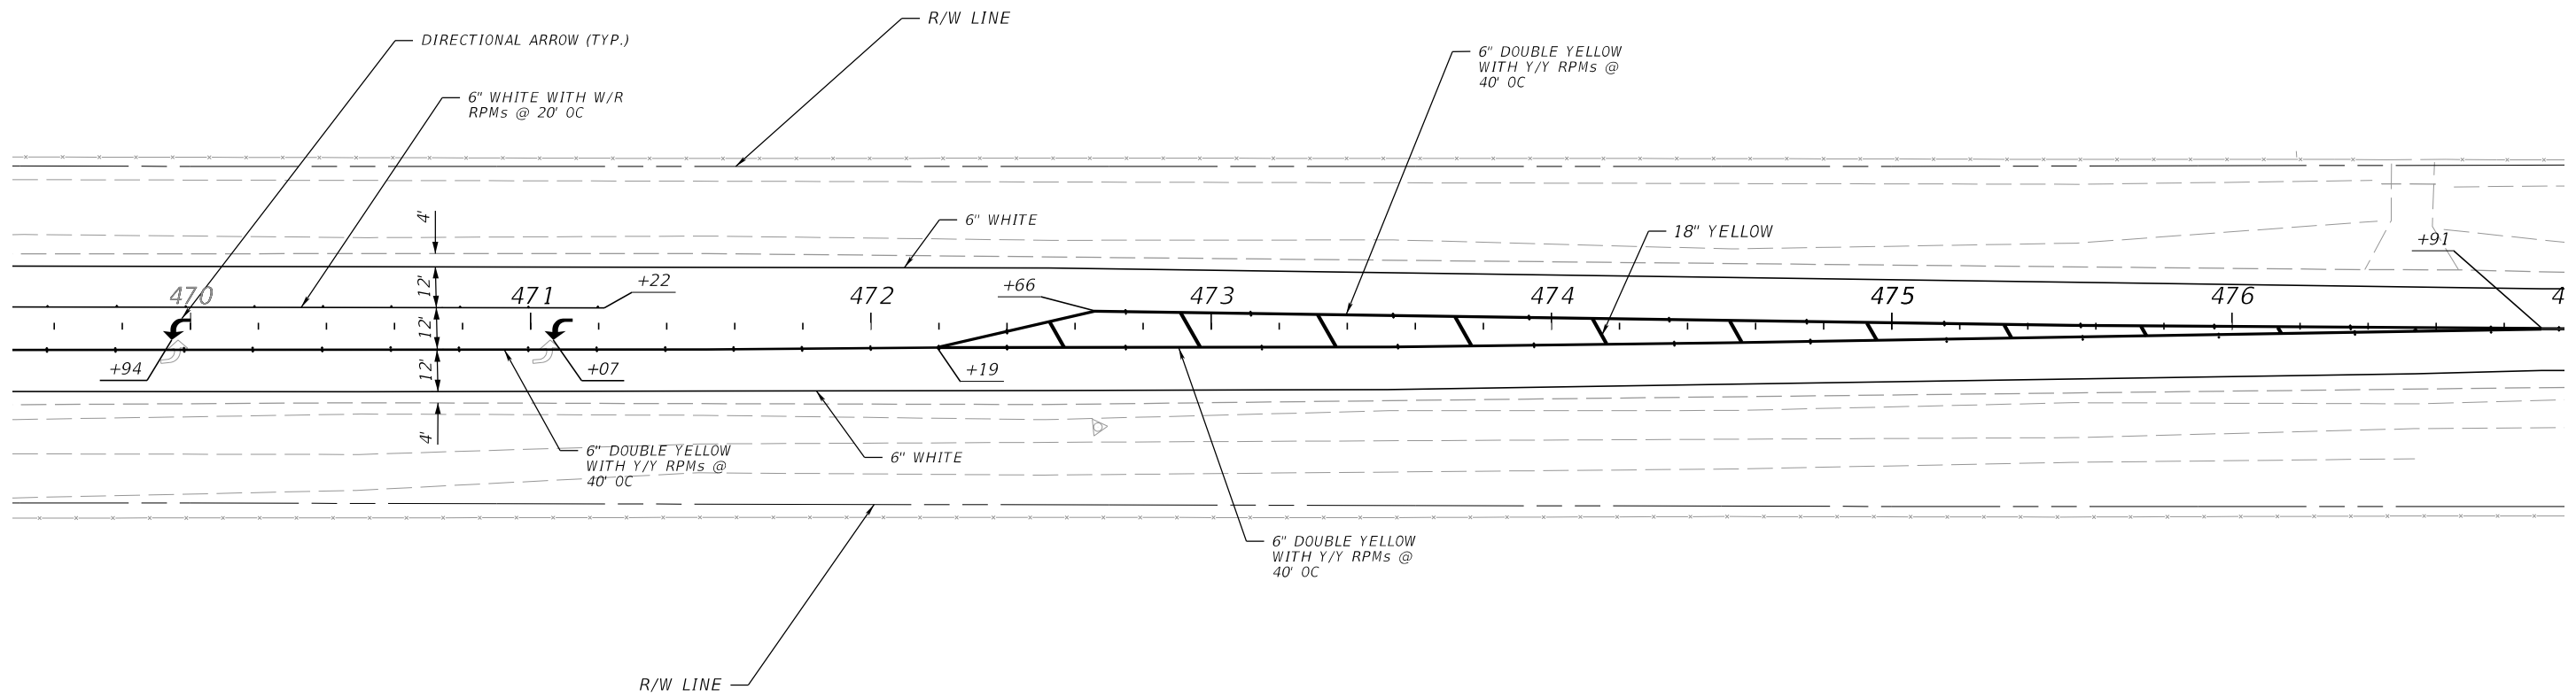 R/W LINE
DIRECTIONAL ARROW (TYP.)
6" DOUBLE YELLOW
WITH Y/Y RPMs @
40' OC
6" WHITE WITH W/R
RPMs @ 20' OC
4'
6" WHITE
18" YELLOW
+91
12'
+22
+66
470
471
472
473
474
475
476
4
12'
+94
12'
+07
+19
4'
6" DOUBLE YELLOW
WITH Y/Y RPMs @
40' OC
6" WHITE
6" DOUBLE YELLOW
WITH Y/Y RPMs @
40' OC
R/W LINE